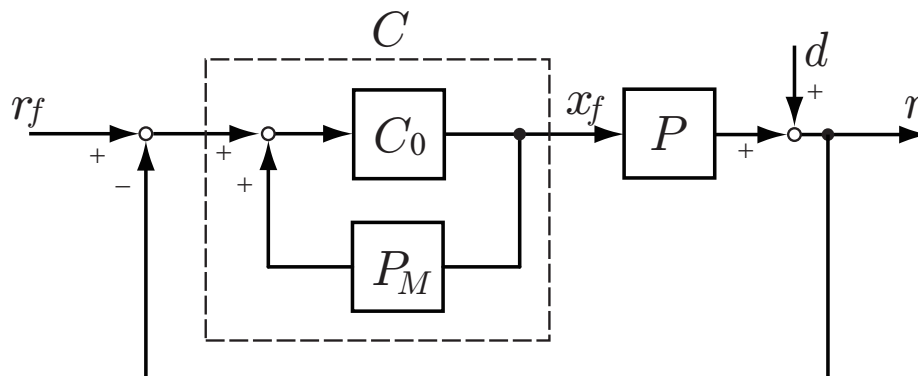 C
d
r_f
x_f
r
+
+
+
+
C_0
P
+
−
+
P_M